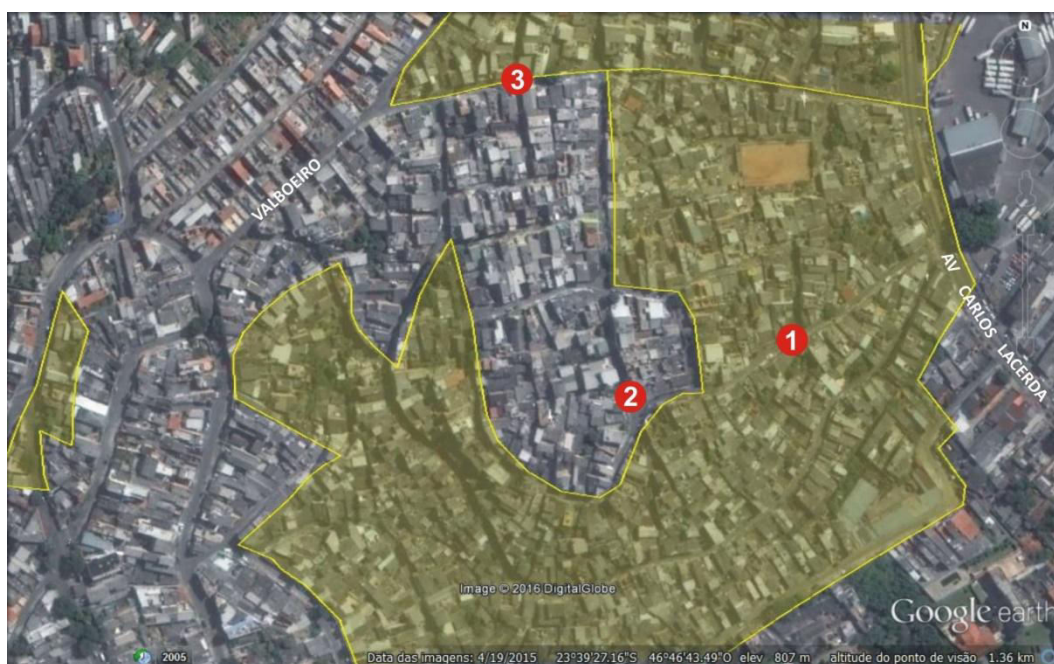 N
3
VALBOEIRO
AV CARLOS LACERDA
1
2
Image © 2016 DigitalGlobe
Google earth
2005
Data das imagens: 4/19/2015 23°39'27.16"S 46°46'43.49"O elev 807 m altitude do ponto de visão 1.36 km